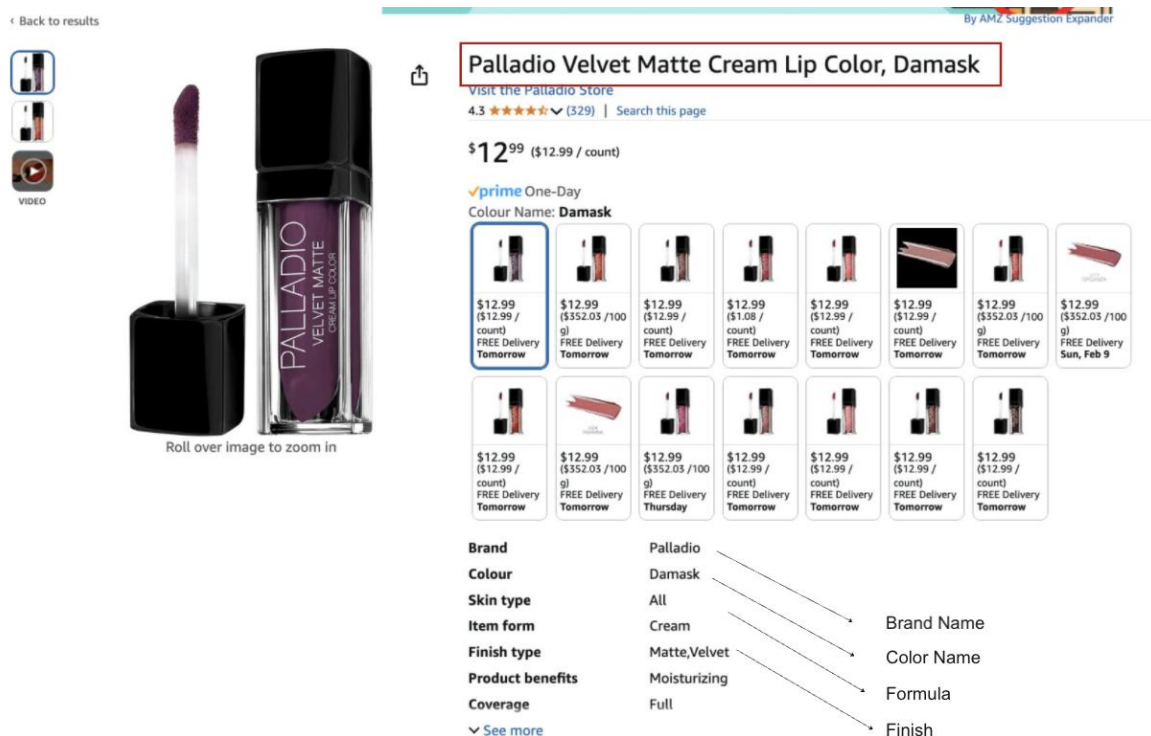 ‹ Back to results
By AMZ Suggestion Expander
Palladio Velvet Matte Cream Lip Color, Damask
Visit the Palladio Store
4.3 (329) | Search this page
$12 99 ($12.99 / count)
prime One-Day
Colour Name: Damask
VIDEO
PALLADIO
VELVET MATTE
CREAM LIP COLOR
Roll over image to zoom in
$12.99 $12.99 $12.99 $12.99 $12.99 $12.99 $12.99 $12.99
($12.99 / ($352.03 /100 ($12.99 / ($1.08 / ($12.99 / ($12.99 / ($352.03 /100 ($352.03 /100
count) g) count) count) count) count) g) g)
FREE Delivery FREE Delivery FREE Delivery FREE Delivery FREE Delivery FREE Delivery FREE Delivery FREE Delivery
Tomorrow Tomorrow Tomorrow Tomorrow Tomorrow Tomorrow Tomorrow Sun, Feb 9
$12.99 $12.99 $12.99 $12.99 $12.99 $12.99 $12.99
($12.99 / ($352.03 /100 ($352.03 /100 ($12.99 / ($12.99 / ($12.99 / ($12.99 /
count) g) g) count) count) count) count)
FREE Delivery FREE Delivery FREE Delivery FREE Delivery FREE Delivery FREE Delivery FREE Delivery
Tomorrow Tomorrow Thursday Tomorrow Tomorrow Tomorrow Tomorrow
Brand Palladio
Colour Damask
Skin type All
Item form Cream
Finish type Matte,Velvet
Product benefits Moisturizing
Coverage Full
See more
Brand Name
Color Name
Formula
Finish